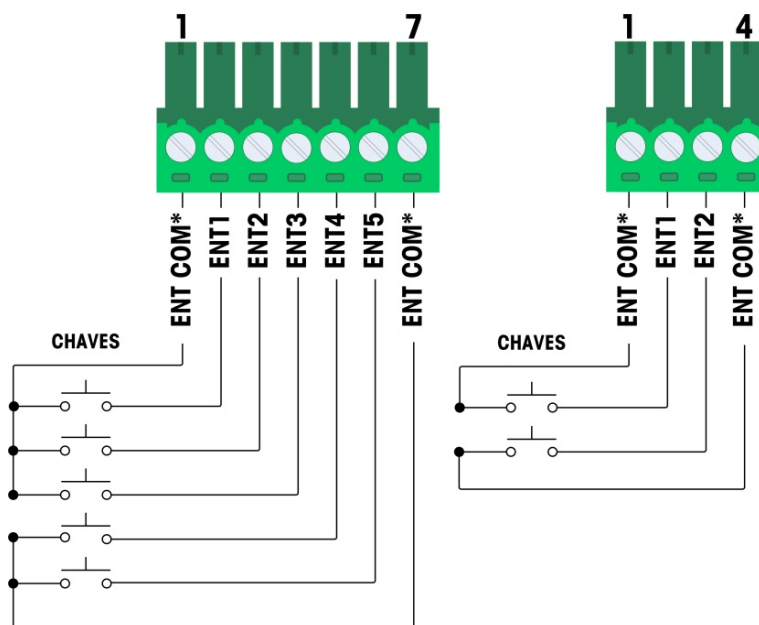 1 7
ENT COM*
ENT1
ENT2
ENT3
ENT4
ENT5
ENT COM*
CHAVES
1 4
ENT COM*
ENT1
ENT2
ENT COM*
CHAVES